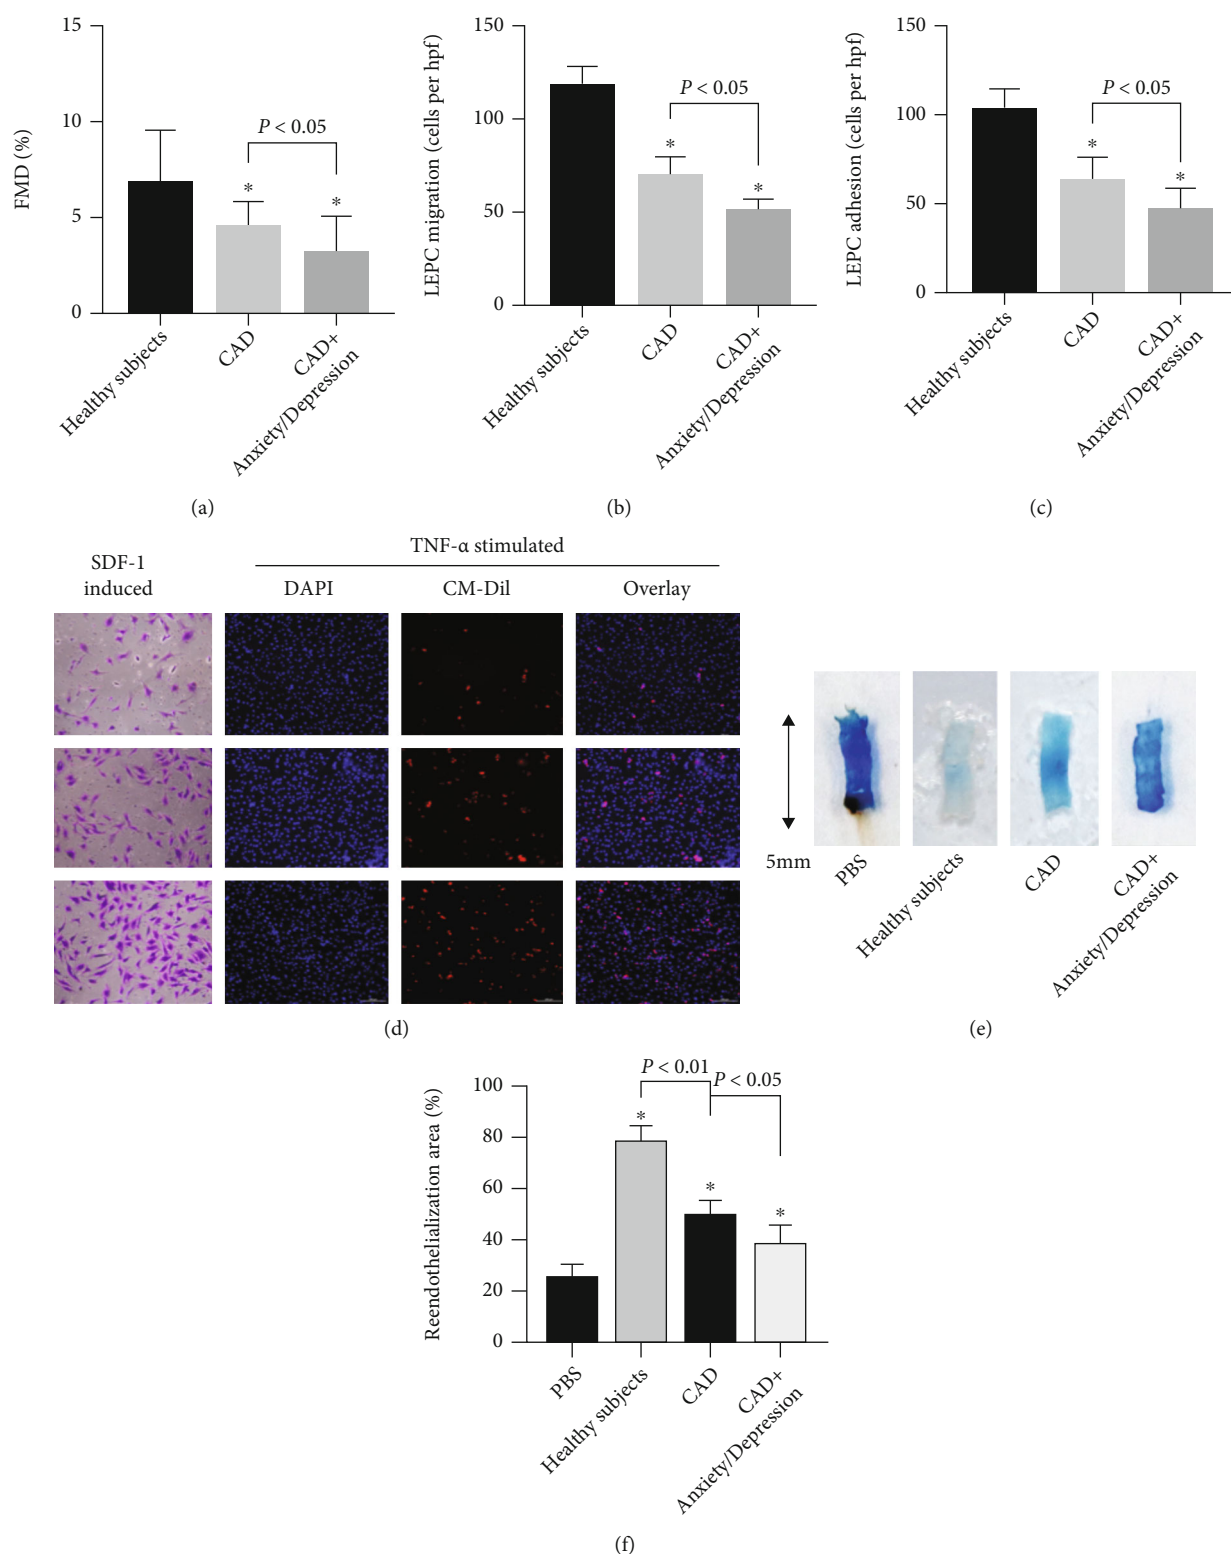 FMD (%)
15
10
5
0
P < 0.05
*
*
Healthy subjects
CAD
CAD+
Anxiety/Depression
(a)
LEPC migration (cells per hpf)
150
100
50
0
P < 0.05
*
*
Healthy subjects
CAD
CAD+
Anxiety/Depression
(b)
LEPC adhesion (cells per hpf)
150
100
50
0
P < 0.05
*
*
Healthy subjects
CAD
CAD+
Anxiety/Depression
(c)
SDF-1
induced
TNF-α stimulated
DAPI
CM-Dil
Overlay
(d)
5mm
PBS
Healthy subjects
CAD
CAD+
Anxiety/Depression
(e)
Reendothelialization area (%)
100
80
60
40
20
0
P < 0.01
P < 0.05
*
*
*
PBS
Healthy subjects
CAD
CAD+
Anxiety/Depression
(f)